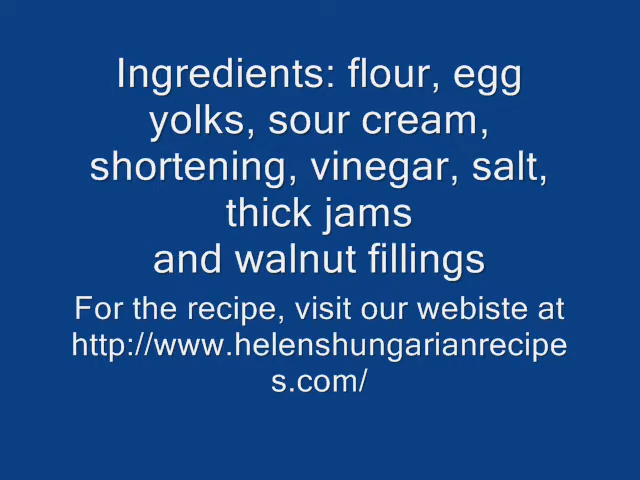 Ingredients: flour, egg
yolks, sour cream,
shortening, vinegar, salt,
thick jams
and walnut fillings
For the recipe, visit our webiste at
http://www.helenshungarianrecipe
s.com/